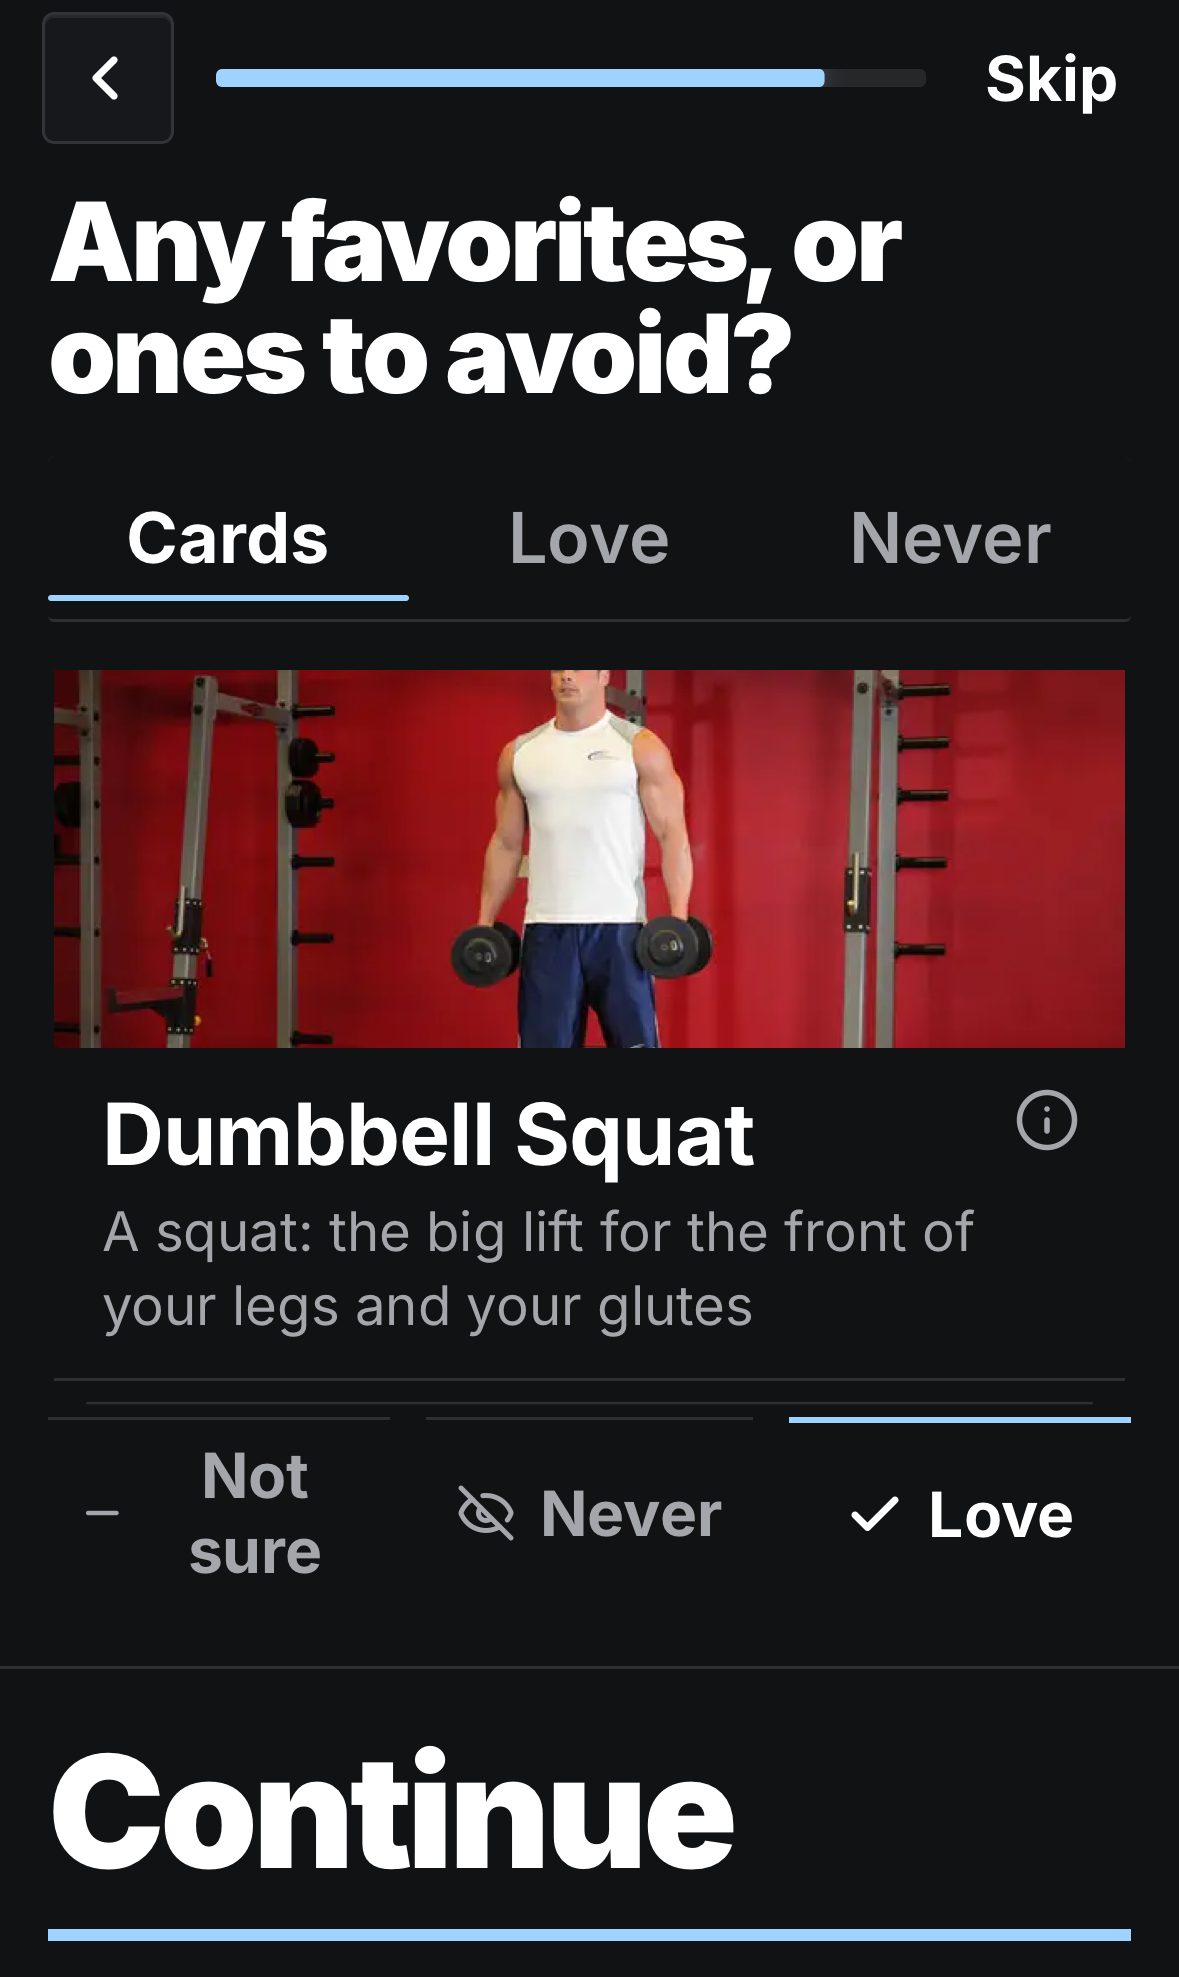 Skip
Any favorites, or
ones to avoid?
Cards
Love
Never
Dumbbell Squat
A squat: the big lift for the front of
your legs and your glutes
Not
sure
Never
Love
Continue